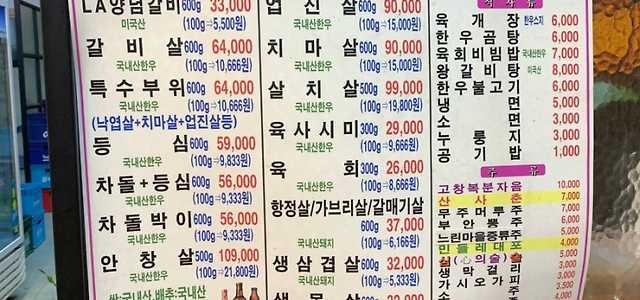 LA양념갈비 600g 33,000
미국산 (100g⇒5,500원)
갈비살 600g 64,000
국내산한우 (100g⇒10,666원)
특수부위 600g 64,000
국내산한우 (100g⇒10,666원)
(낙엽살+치마살+업진살등)
등심 600g 59,000
국내산한우 (100g⇒9,833원)
차돌+등심 600g 56,000
국내산한우 (100g⇒9,333원)
차돌박이 600g 56,000
국내산한우 (100g⇒9,333원)
안창살 500g 109,000
국내산한우 (100g⇒21,800원)
쌀:국내산, 배추:국내산
업진살 600g 90,000
국내산한우 (100g⇒15,000원)
치마살 600g 90,000
국내산한우 (100g⇒15,000원)
살치살 500g 99,000
국내산한우 (100g⇒19,800원)
육사시미 300g 29,000
국내산한우 (100g⇒9,666원)
육회 300g 26,000
국내산한우 (100g⇒8,666원)
항정살/가브리살/갈매기살
600g 37,000
국내산돼지 (100g⇒6,166원)
생삼겹살 600g 32,000
국내산돼지 (100g⇒5,333원)
육개장 한우스지 6,000
한우곰탕 6,000
육회비빔밥 국내산한우 7,000
왕갈비탕 미국산 8,000
한우불고기 6,000
냉면 5,000
소면 3,000
누룽지 3,000
공기밥 1,000
주류
고창복분자음 10,000
산사춘 7,000
무주머루주 7,000
부안뽕주 6,000
느린마을증류주 5,000
민들레대포 4,000
심(心의술)술 5,000
생막걸리 3,000
가시오가피 3,500
소주 4,000